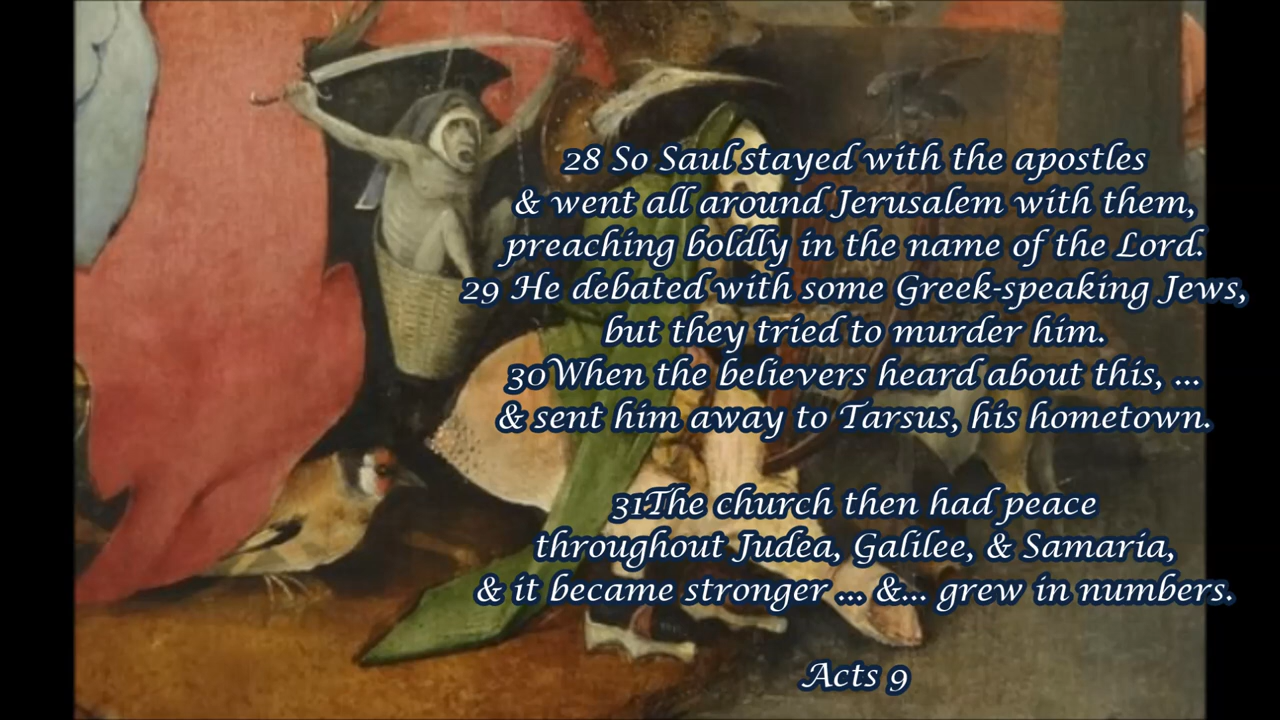 28 So Saul stayed with the apostles
& went all around Jerusalem with them,
preaching boldly in the name of the Lord.
29 He debated with some Greek-speaking Jews,
but they tried to murder him.
30When the believers heard about this, ...
& sent him away to Tarsus, his hometown.
31The church then had peace
throughout Judea, Galilee, & Samaria,
& it became stronger ... &... grew in numbers.
Acts 9